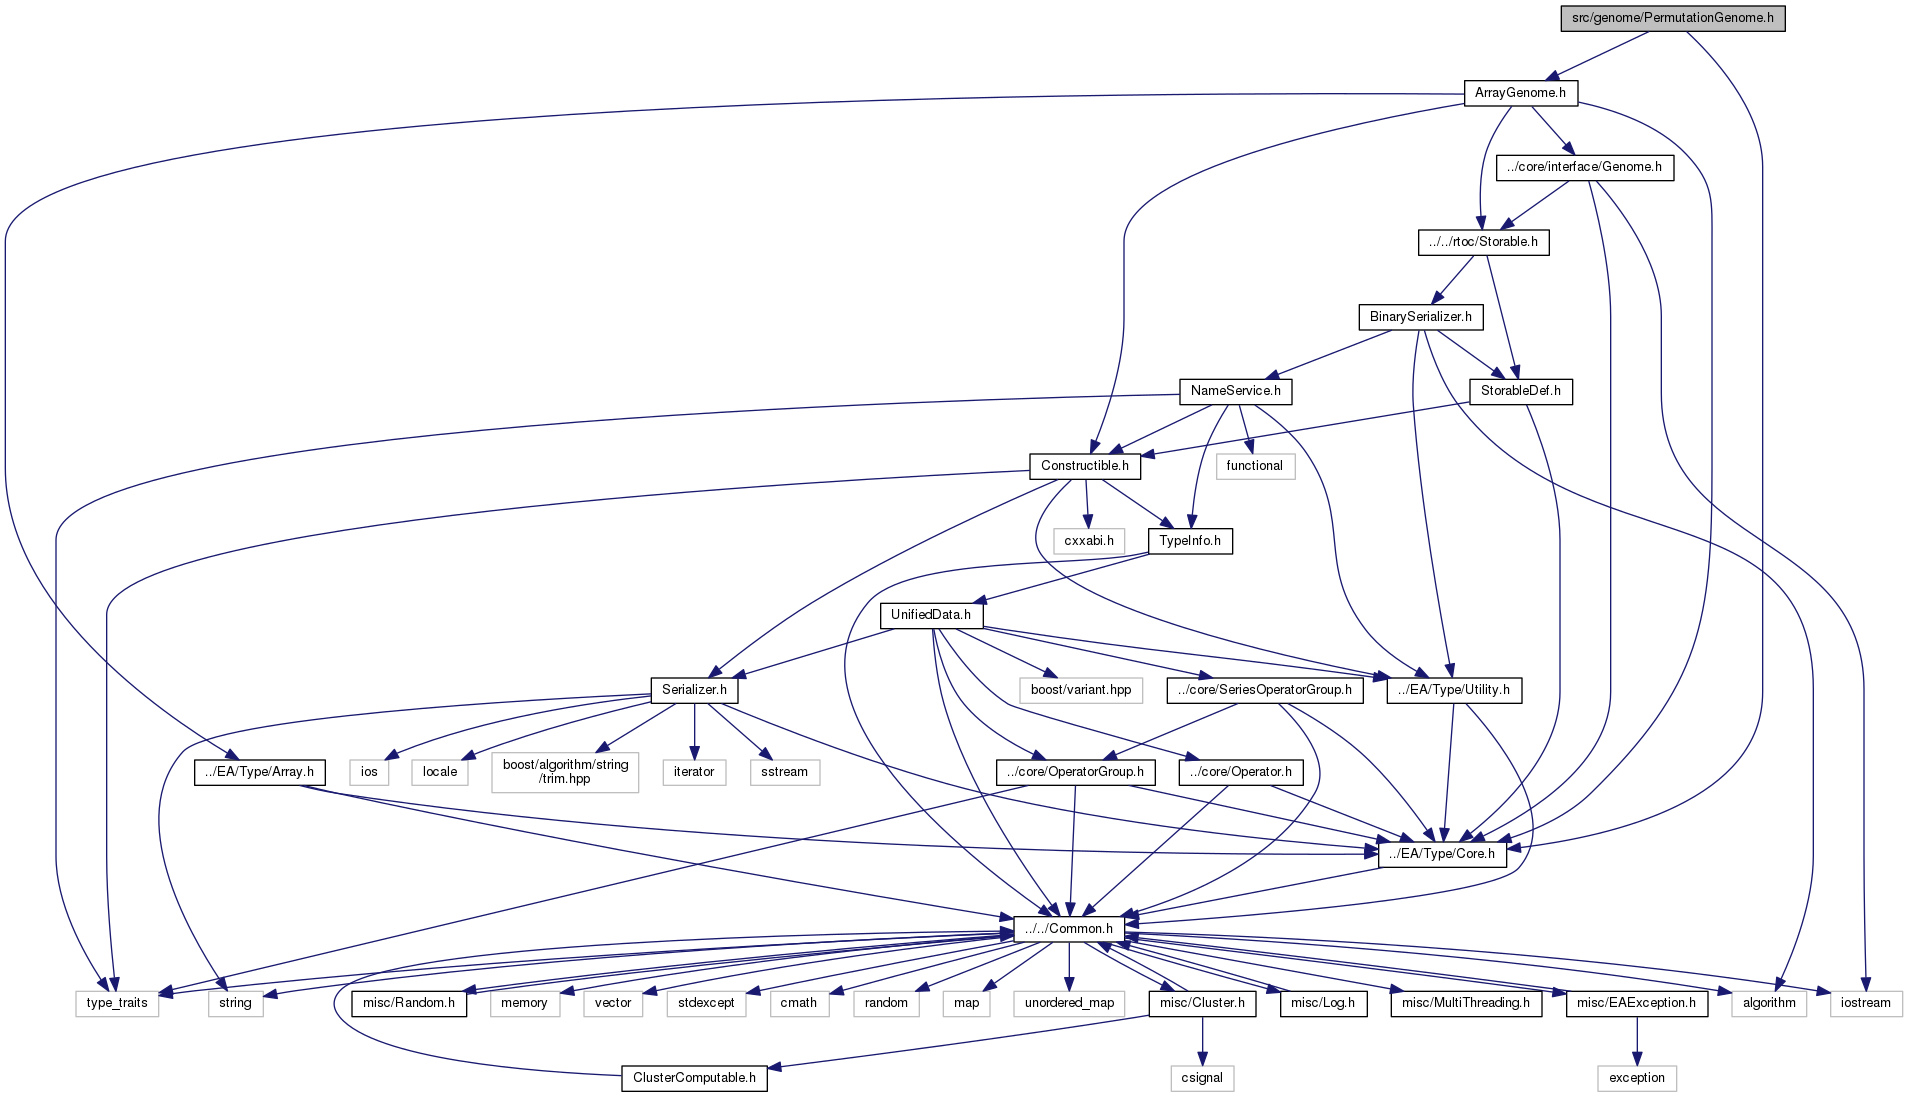 src/genome/PermutationGenome.h
ArrayGenome.h
../core/interface/Genome.h
../../rtoc/Storable.h
BinarySerializer.h
NameService.h
StorableDef.h
Constructible.h
functional
cxxabi.h
TypeInfo.h
UnifiedData.h
Serializer.h
boost/variant.hpp
../core/SeriesOperatorGroup.h
../EA/Type/Utility.h
../EA/Type/Array.h
ios
locale
boost/algorithm/string
/trim.hpp
iterator
sstream
../core/OperatorGroup.h
../core/Operator.h
../EA/Type/Core.h
../../Common.h
type_traits
string
misc/Random.h
memory
vector
stdexcept
cmath
random
map
unordered_map
misc/Cluster.h
misc/Log.h
misc/MultiThreading.h
misc/EAException.h
algorithm
iostream
ClusterComputable.h
csignal
exception